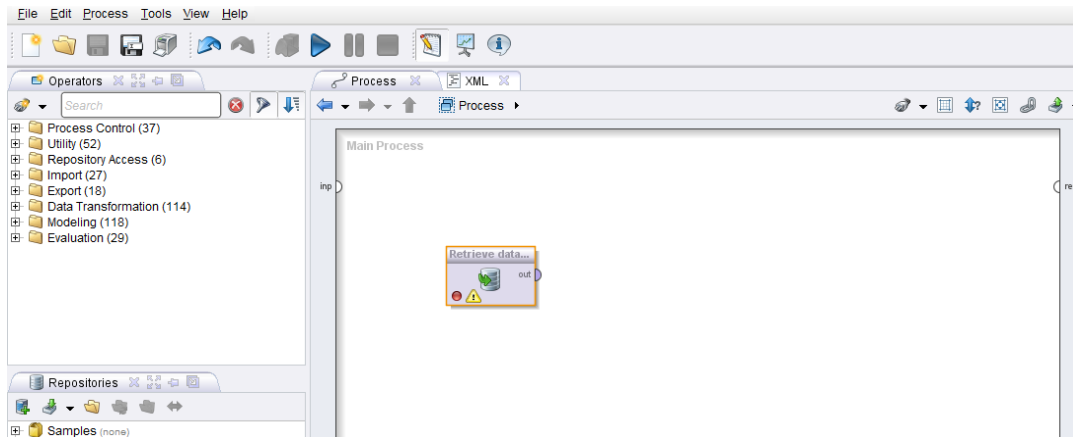 File Edit Process Tools View Help
Operators
Search
Process Control (37)
Utility (52)
Repository Access (6)
Import (27)
Export (18)
Data Transformation (114)
Modeling (118)
Evaluation (29)
Repositories
Samples (none)
Process XML
Process
Main Process
inp
re
Retrieve data...
out